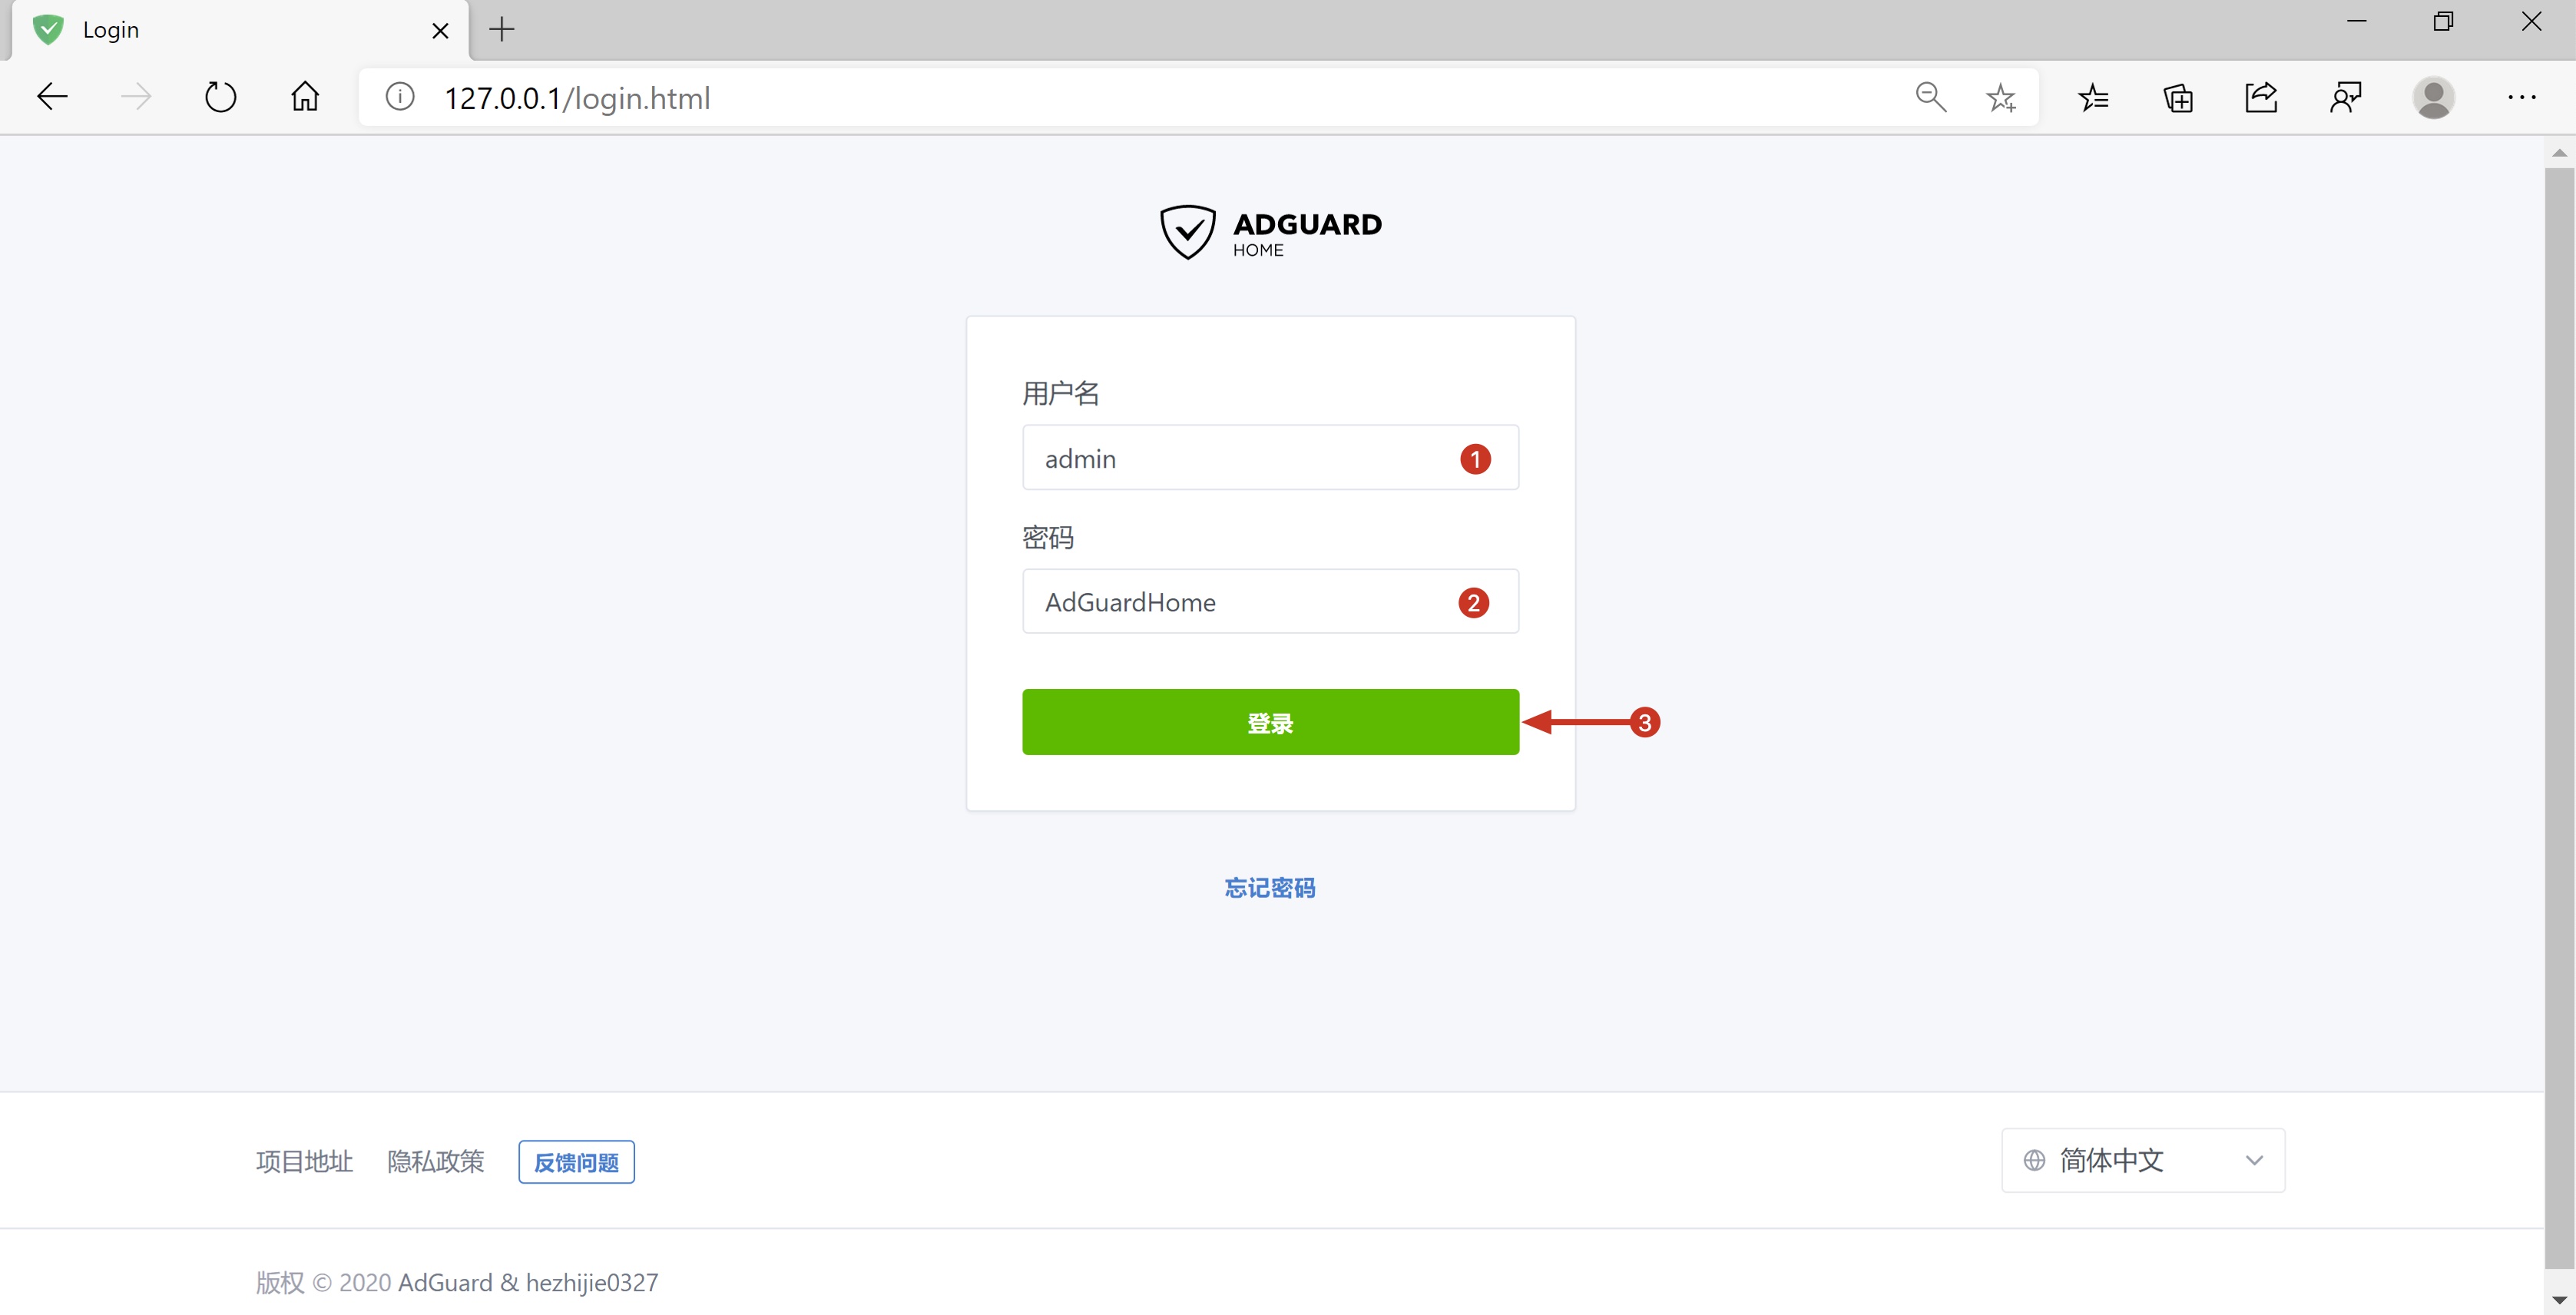 Login
127.0.0.1/login.html
ADGUARD
HOME
用户名
admin
1
密码
AdGuardHome
2
登录
3
忘记密码
项目地址 隐私政策 反馈问题 简体中文
版权 © 2020 AdGuard & hezhijie0327